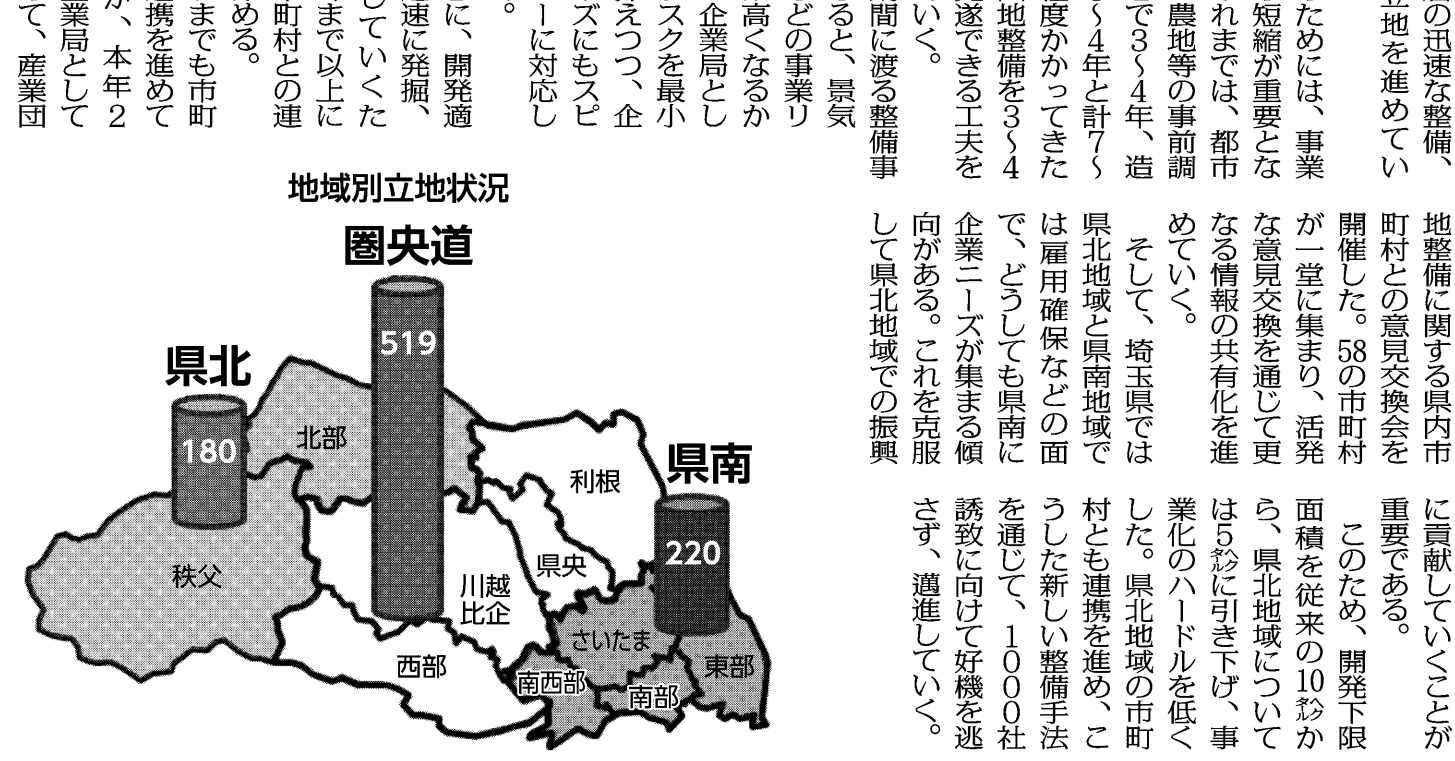 居の迅速な整備、
立地を進めてい
ためには、事業
短縮が重要とな
れまでは、都市
農地等の事前調
で３〜４年、造
〜４年と計７〜
度かかってきた
地整備を３〜４
遂できる工夫を
いく。
期間に渡る整備事
ると、景気
どの事業リ
高くなるか
企業局とし
スクを最小
えつつ、企
ズにもスピ
ーに対応し
。
に、開発適
速に発掘、
していくた
まで以上に
町村との連
める。
までも市町
携を進めて
が、本年２
業局として
て、産業団
地整備に関する県内市
町村との意見交換会を
開催した。58の市町村
が一堂に集まり、活発
な意見交換を通じて更
なる情報の共有化を進
めていく。
そして、埼玉県では
県北地域と県南地域で
は雇用確保などの面
で、どうしても県南に
企業ニーズが集まる傾
向がある。これを克服
して県北地域での振興
に貢献していくことが
重要である。
このため、開発下限
面積を従来の10㌶か
ら、県北地域について
は５㌶に引き下げ、事
業化のハードルを低く
した。県北地域の市町
村とも連携を進め、こ
うした新しい整備手法
を通じて、１０００社
誘致に向けて好機を逃
さず、邁進していく。
地域別立地状況
圏央道
519
県北
180
県南
220
北部
利根
秩父
県央
川越
比企
さいたま
西部
南西部
南部
東部